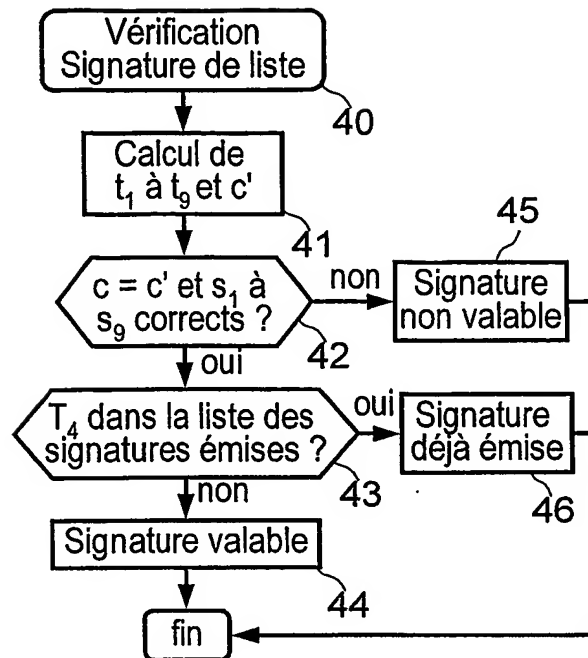 Vérification
Signature de liste
40
Calcul de
t₁ à t₉ et c'
41
c = c' et s₁ à
s₉ corrects ?
42
non
45
Signature
non valable
oui
T₄ dans la liste des
signatures émises ?
43
oui
Signature
déjà émise
46
non
Signature valable
44
fin